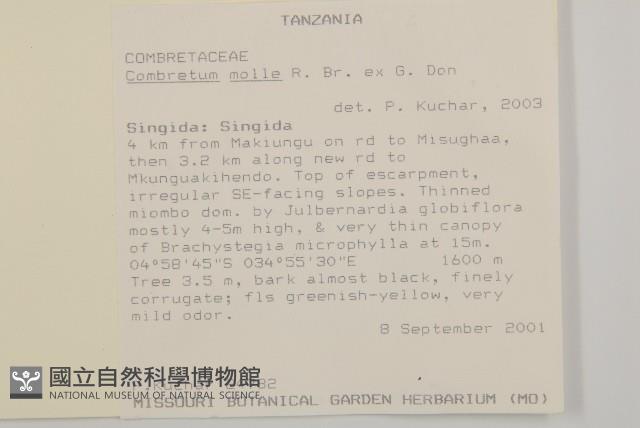 TANZANIA
COMBRETACEAE
Combretum molle R. Br. ex G. Don
det. P. Kuchar, 2003
Singida: Singida
4 km from Makiungu on rd to Misughaa,
then 3.2 km along new rd to
Mkunguakihendo. Top of escarpment,
irregular SE-facing slopes. Thinned
miombo dom. by Julbernardia globiflora
mostly 4-5m high, & very thin canopy
of Brachystegia microphylla at 15m.
04°58'45"S 034°55'30"E 1600 m
Tree 3.5 m, bark almost black, finely
corrugate; fls greenish-yellow, very
mild odor.
8 September 2001
國立自然科學博物館
NATIONAL MUSEUM OF NATURAL SCIENCE
MISSOURI BOTANICAL GARDEN HERBARIUM (MO)